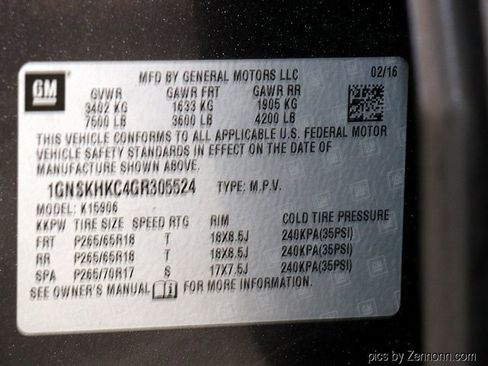 GM
MFD BY GENERAL MOTORS LLC 02/16
GVWR GAWR FRT GAWR RR
3402 KG 1633 KG 1905 KG
7500 LB 3600 LB 4200 LB
THIS VEHICLE CONFORMS TO ALL APPLICABLE U.S. FEDERAL MOTOR
VEHICLE SAFETY STANDARDS IN EFFECT ON THE DATE OF
MANUFACTURE SHOWN ABOVE.
1GNSKHKC4GR305524 TYPE: M.P.V.
MODEL: K15906
KKPW TIRE SIZE SPEED RTG RIM COLD TIRE PRESSURE
FRT P265/65R18 T 18X8.5J 240KPA(35PSI)
RR P265/65R18 T 18X8.5J 240KPA(35PSI)
SPA P265/70R17 S 17X7.5J 240KPA(35PSI)
SEE OWNER'S MANUAL FOR MORE INFORMATION.
pics by Zennonn.com